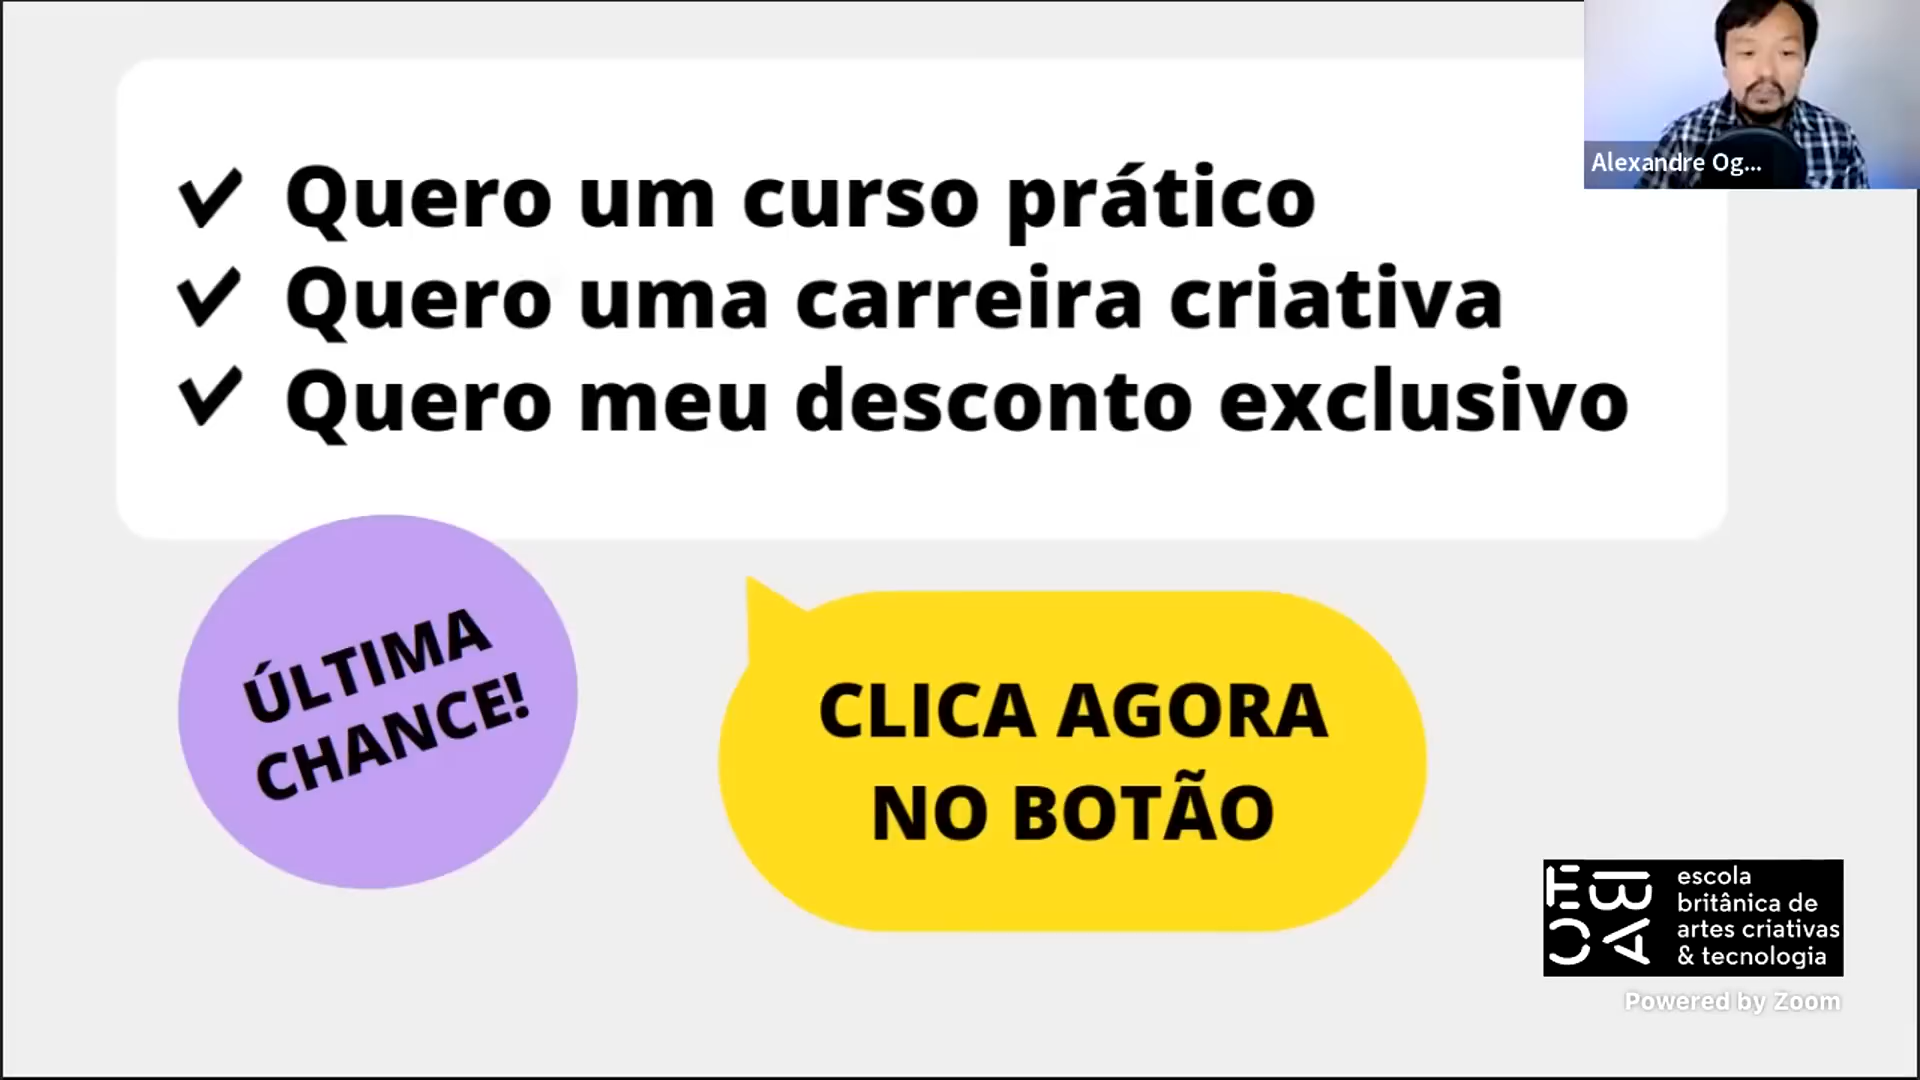 Alexandre Og...
✔ Quero um curso prático
✔ Quero uma carreira criativa
✔ Quero meu desconto exclusivo
ÚLTIMA
CHANCE!
CLICA AGORA
NO BOTÃO
EBAC
escola
britânica de
artes criativas
& tecnologia
Powered by Zoom